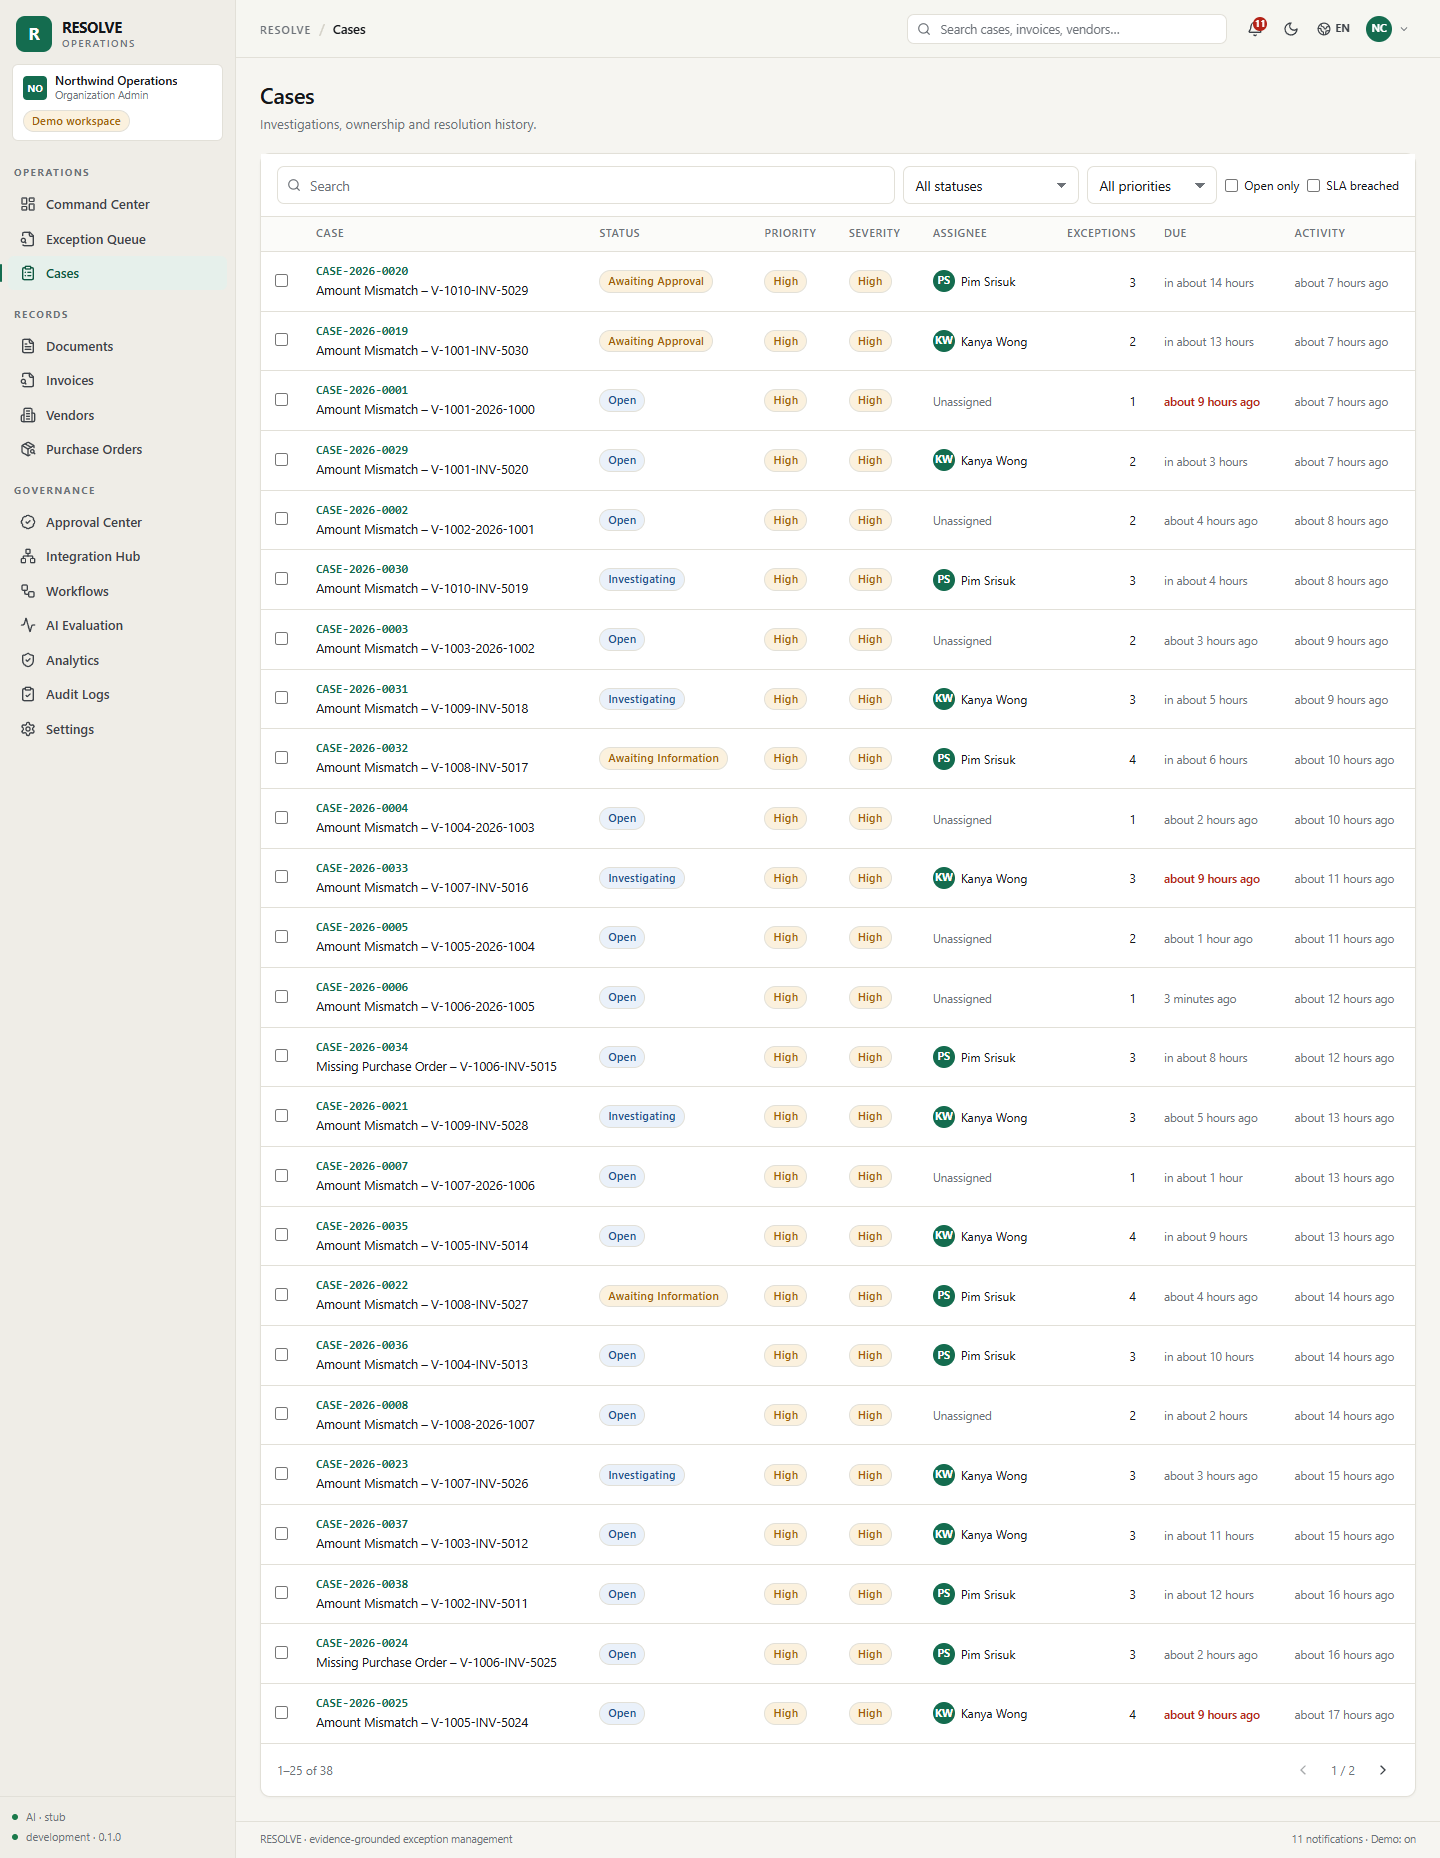 R
RESOLVE
OPERATIONS
NO
Northwind Operations
Organization Admin
Demo workspace
OPERATIONS
Command Center
Exception Queue
Cases
RECORDS
Documents
Invoices
Vendors
Purchase Orders
GOVERNANCE
Approval Center
Integration Hub
Workflows
AI Evaluation
Analytics
Audit Logs
Settings
AI · stub
development · 0.1.0
RESOLVE / Cases
Search cases, invoices, vendors...
11
EN
NC
Cases
Investigations, ownership and resolution history.
Search
All statuses
All priorities
Open only
SLA breached
CASE STATUS PRIORITY SEVERITY ASSIGNEE EXCEPTIONS DUE ACTIVITY
CASE-2026-0020
Amount Mismatch – V-1010-INV-5029 Awaiting Approval High High PS Pim Srisuk 3 in about 14 hours about 7 hours ago
CASE-2026-0019
Amount Mismatch – V-1001-INV-5030 Awaiting Approval High High KW Kanya Wong 2 in about 13 hours about 7 hours ago
CASE-2026-0001
Amount Mismatch – V-1001-2026-1000 Open High High Unassigned 1 about 9 hours ago about 7 hours ago
CASE-2026-0029
Amount Mismatch – V-1001-INV-5020 Open High High KW Kanya Wong 2 in about 3 hours about 7 hours ago
CASE-2026-0002
Amount Mismatch – V-1002-2026-1001 Open High High Unassigned 2 about 4 hours ago about 8 hours ago
CASE-2026-0030
Amount Mismatch – V-1010-INV-5019 Investigating High High PS Pim Srisuk 3 in about 4 hours about 8 hours ago
CASE-2026-0003
Amount Mismatch – V-1003-2026-1002 Open High High Unassigned 2 about 3 hours ago about 9 hours ago
CASE-2026-0031
Amount Mismatch – V-1009-INV-5018 Investigating High High KW Kanya Wong 3 in about 5 hours about 9 hours ago
CASE-2026-0032
Amount Mismatch – V-1008-INV-5017 Awaiting Information High High PS Pim Srisuk 4 in about 6 hours about 10 hours ago
CASE-2026-0004
Amount Mismatch – V-1004-2026-1003 Open High High Unassigned 1 about 2 hours ago about 10 hours ago
CASE-2026-0033
Amount Mismatch – V-1007-INV-5016 Investigating High High KW Kanya Wong 3 about 9 hours ago about 11 hours ago
CASE-2026-0005
Amount Mismatch – V-1005-2026-1004 Open High High Unassigned 2 about 1 hour ago about 11 hours ago
CASE-2026-0006
Amount Mismatch – V-1006-2026-1005 Open High High Unassigned 1 3 minutes ago about 12 hours ago
CASE-2026-0034
Missing Purchase Order – V-1006-INV-5015 Open High High PS Pim Srisuk 3 in about 8 hours about 12 hours ago
CASE-2026-0021
Amount Mismatch – V-1009-INV-5028 Investigating High High KW Kanya Wong 3 about 5 hours ago about 13 hours ago
CASE-2026-0007
Amount Mismatch – V-1007-2026-1006 Open High High Unassigned 1 in about 1 hour about 13 hours ago
CASE-2026-0035
Amount Mismatch – V-1005-INV-5014 Open High High KW Kanya Wong 4 in about 9 hours about 13 hours ago
CASE-2026-0022
Amount Mismatch – V-1008-INV-5027 Awaiting Information High High PS Pim Srisuk 4 about 4 hours ago about 14 hours ago
CASE-2026-0036
Amount Mismatch – V-1004-INV-5013 Open High High PS Pim Srisuk 3 in about 10 hours about 14 hours ago
CASE-2026-0008
Amount Mismatch – V-1008-2026-1007 Open High High Unassigned 2 in about 2 hours about 14 hours ago
CASE-2026-0023
Amount Mismatch – V-1007-INV-5026 Investigating High High KW Kanya Wong 3 about 3 hours ago about 15 hours ago
CASE-2026-0037
Amount Mismatch – V-1003-INV-5012 Open High High KW Kanya Wong 3 in about 11 hours about 15 hours ago
CASE-2026-0038
Amount Mismatch – V-1002-INV-5011 Open High High PS Pim Srisuk 3 in about 12 hours about 16 hours ago
CASE-2026-0024
Missing Purchase Order – V-1006-INV-5025 Open High High PS Pim Srisuk 3 about 2 hours ago about 16 hours ago
CASE-2026-0025
Amount Mismatch – V-1005-INV-5024 Open High High KW Kanya Wong 4 about 9 hours ago about 17 hours ago
1–25 of 38
1 / 2
RESOLVE · evidence-grounded exception management
11 notifications · Demo: on